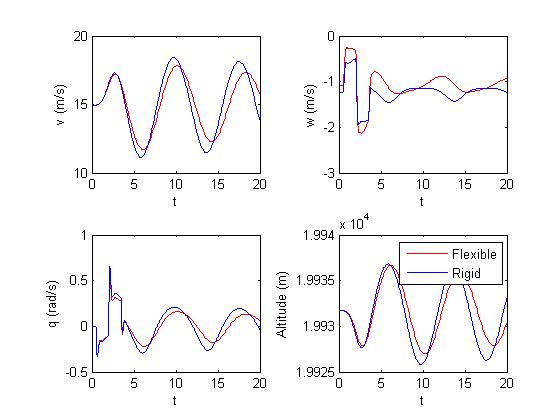 20
15
10
v (m/s)
0 5 10 15 20
t
0
-1
-2
-3
w (m/s)
0 5 10 15 20
t
1
0.5
0
-0.5
q (rad/s)
0 5 10 15 20
t
x 10^4
1.994
1.9935
1.993
1.9925
Altitude (m)
0 5 10 15 20
t
Flexible
Rigid